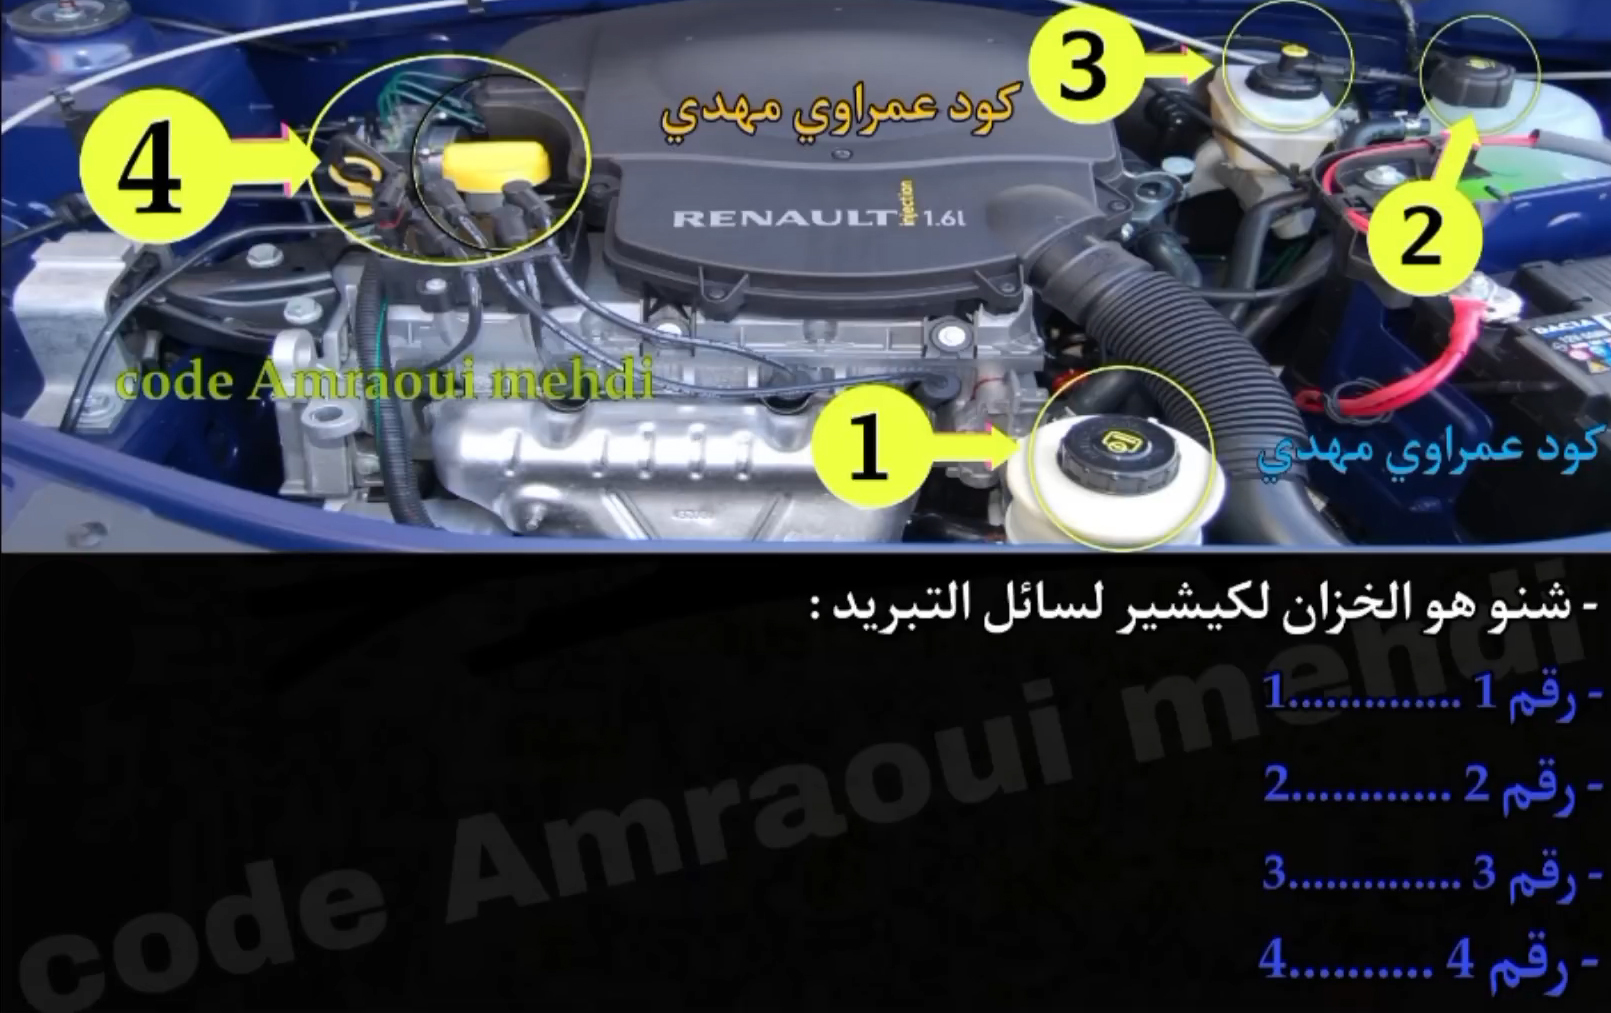 4
3
كود عمراوي مهدي
RENAULT injection 1.6l
2
DACIA
code Amraoui mehdi
1
كود عمراوي مهدي
- شنو هو الخزان لكيشير لسائل التبريد :
- رقم 1 ..............1
- رقم 2 ............2
- رقم 3 ..............3
- رقم 4 ..........4
code Amraoui mehdi